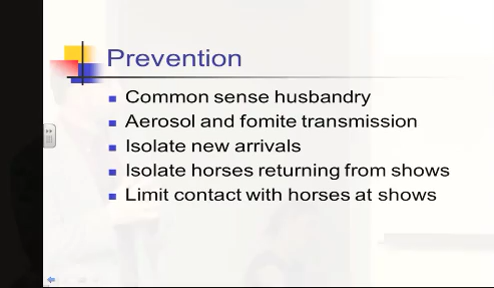 Prevention
Common sense husbandry
Aerosol and fomite transmission
Isolate new arrivals
Isolate horses returning from shows
Limit contact with horses at shows